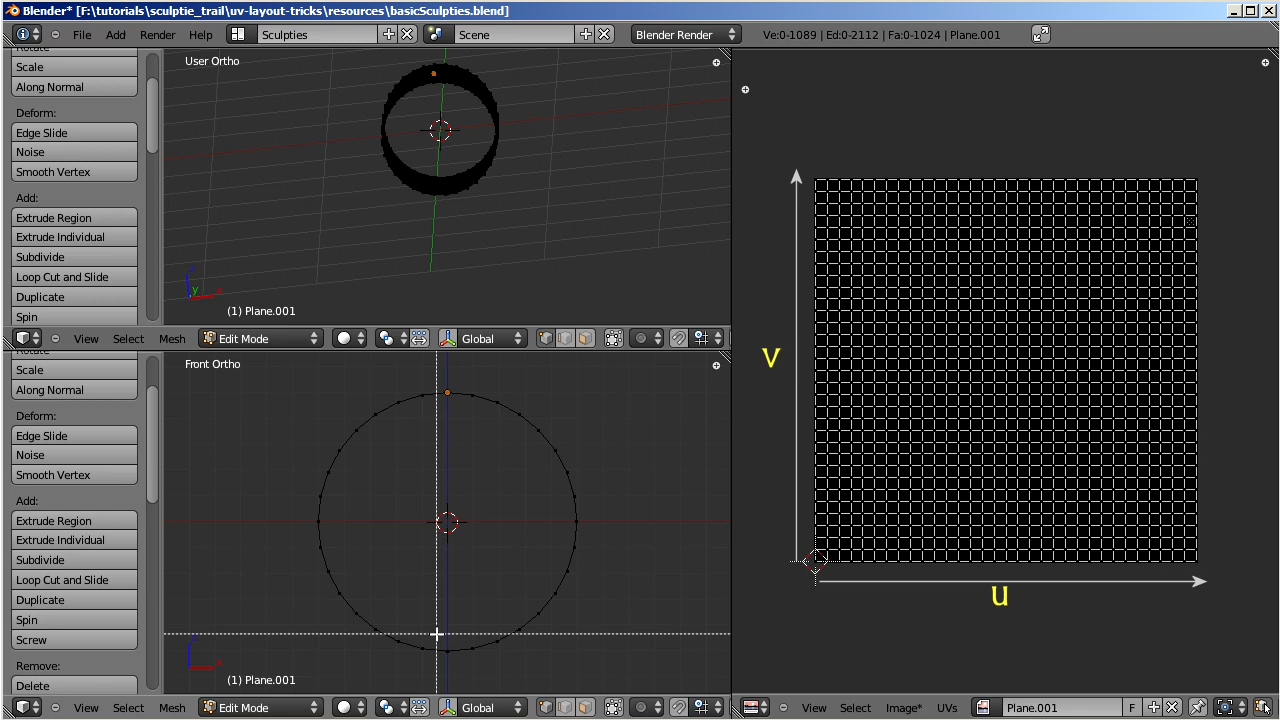 Blender* [F:\tutorials\sculptie_trail\uv-layout-tricks\resources\basicSculpties.blend]
File Add Render Help Sculpties Scene Blender Render Ve:0-1089 | Ed:0-2112 | Fa:0-1024 | Plane.001
Rotate
Scale
Along Normal
Deform:
Edge Slide
Noise
Smooth Vertex
Add:
Extrude Region
Extrude Individual
Subdivide
Loop Cut and Slide
Duplicate
Spin
User Ortho
z
y x
(1) Plane.001
View Select Mesh Edit Mode Global
Rotate
Scale
Along Normal
Deform:
Edge Slide
Noise
Smooth Vertex
Add:
Extrude Region
Extrude Individual
Subdivide
Loop Cut and Slide
Duplicate
Spin
Screw
Remove:
Delete
Front Ortho
z
x
(1) Plane.001
View Select Mesh Edit Mode Global
v
u
View Select Image* UVs Plane.001 F